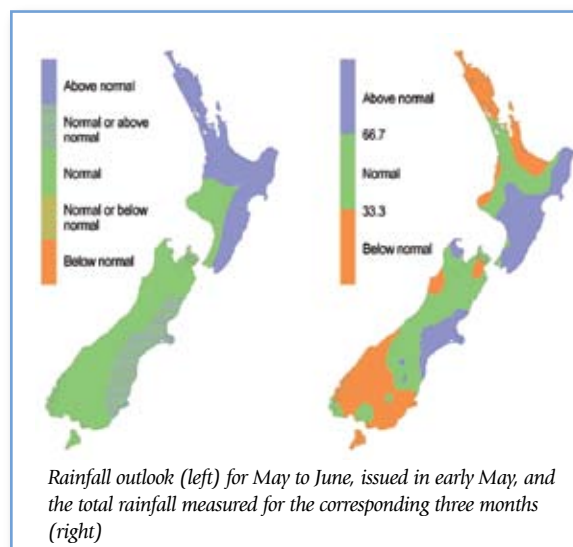 Above normal
Normal or above
normal
Normal
Normal or below
normal
Below normal
Above normal
66.7
Normal
33.3
Below normal
Rainfall outlook (left) for May to June, issued in early May, and
the total rainfall measured for the corresponding three months
(right)